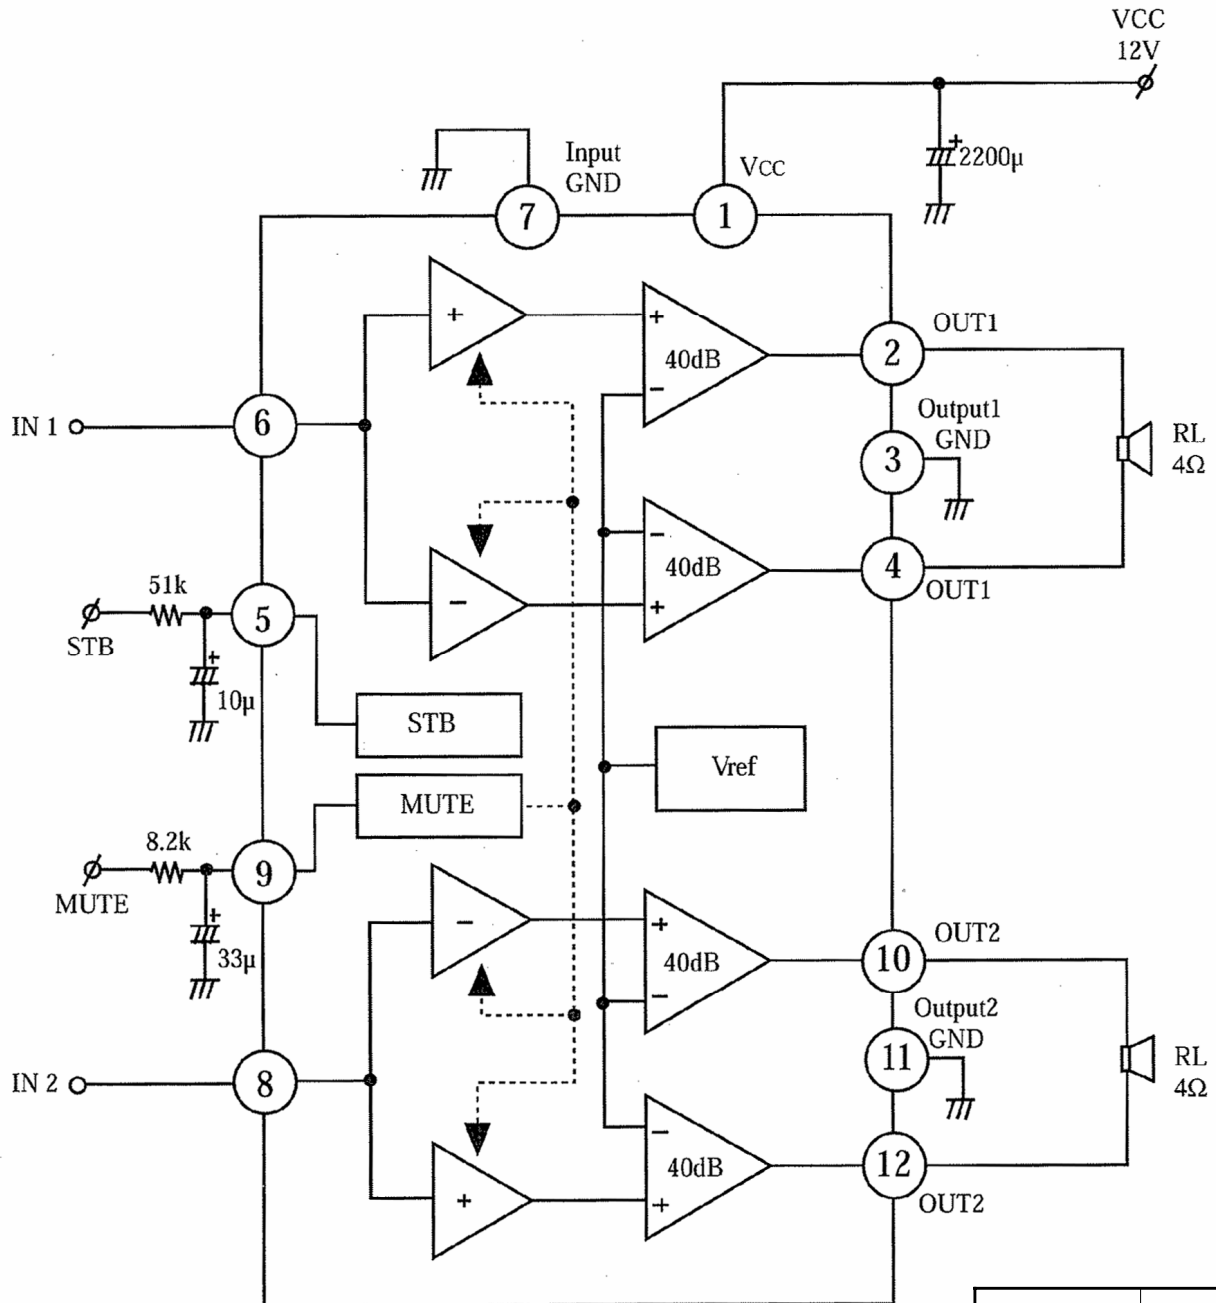 VCC
12V
+
2200μ
Input
GND
VCC
7
1
+
+
40dB
−
2
OUT1
Output1
GND
3
RL
4Ω
IN 1
6
−
40dB
+
4
OUT1
−
51k
STB
5
+
10μ
STB
Vref
MUTE
8.2k
MUTE
9
+
33μ
−
+
40dB
−
10
OUT2
Output2
GND
11
RL
4Ω
IN 2
8
−
40dB
+
12
OUT2
+